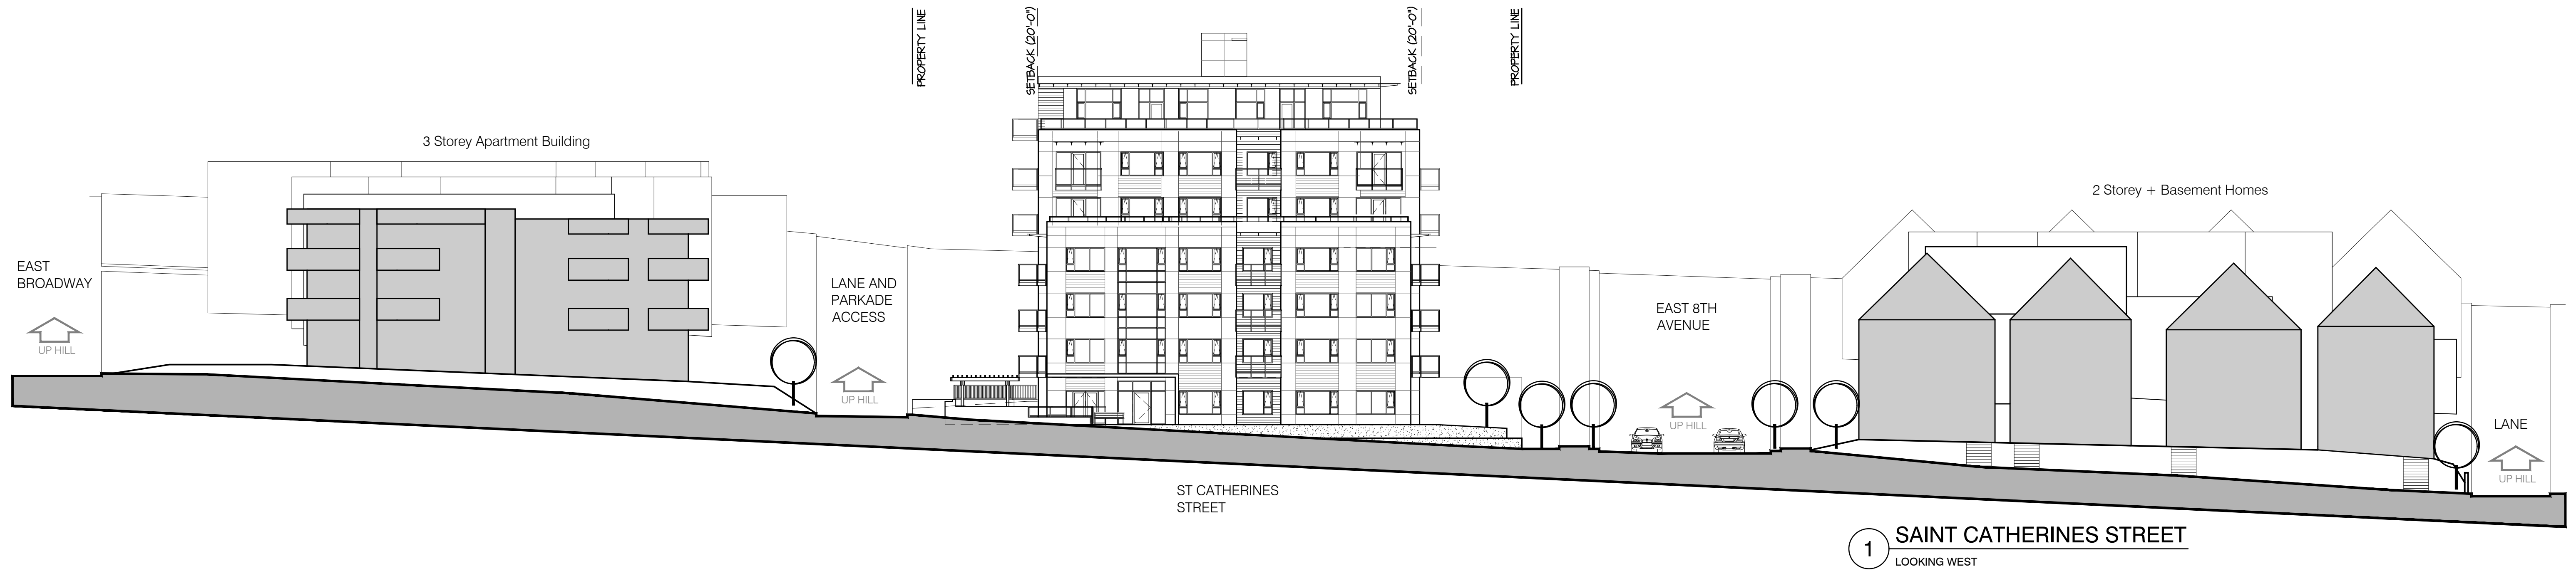 PROPERTY LINE
SETBACK (20'-0")
SETBACK (20'-0")
PROPERTY LINE
3 Storey Apartment Building
2 Storey + Basement Homes
EAST
BROADWAY
UP HILL
LANE AND
PARKADE
ACCESS
UP HILL
EAST 8TH
AVENUE
UP HILL
LANE
UP HILL
ST CATHERINES
STREET
1
SAINT CATHERINES STREET
LOOKING WEST